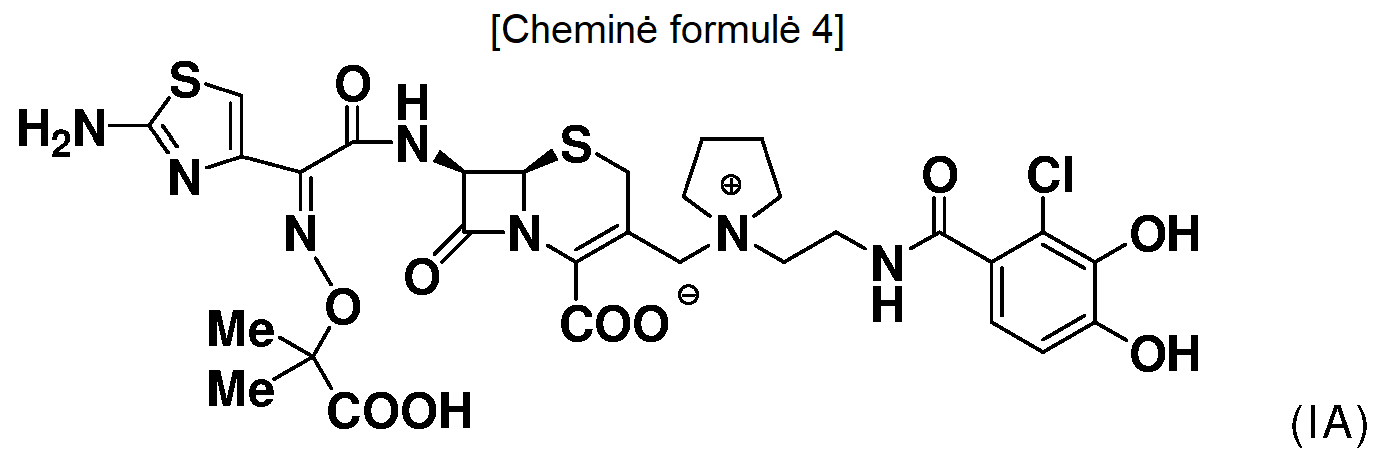 [Cheminė formulė 4]
S
O
H
H₂N
N
S
N
O
Cl
⊕
N
N
N
OH
O
N
H
O
COO
⊖
Me
OH
Me
COOH
(IA)